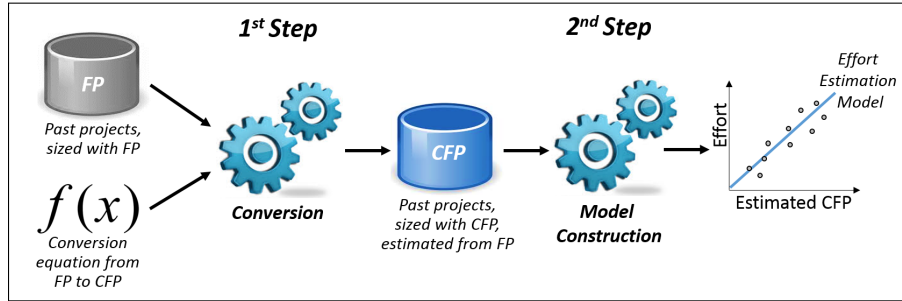 1st Step
2nd Step
FP
Past projects,
sized with FP
f(x)
Conversion
equation from
FP to CFP
Conversion
CFP
Past projects,
sized with CFP,
estimated from FP
Model
Construction
Effort
Estimation
Model
Effort
Estimated CFP